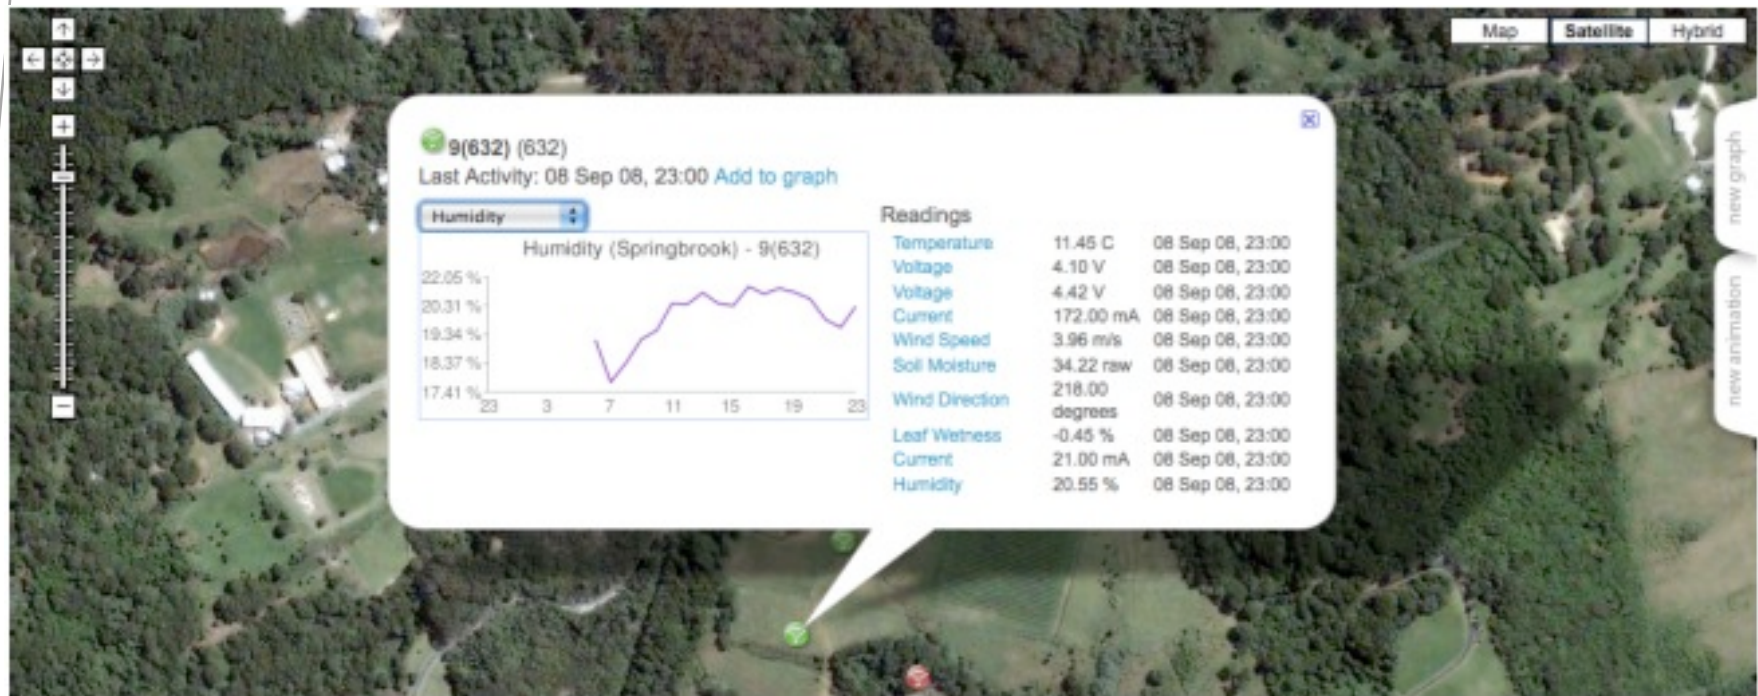 Map Satellite Hybrid
9(632) (632)
Last Activity: 08 Sep 08, 23:00 Add to graph
Humidity
Humidity (Springbrook) - 9(632)
22.05 %
20.31 %
19.34 %
18.37 %
17.41 %
23 3 7 11 15 19 23
Readings
Temperature 11.45 C 08 Sep 08, 23:00
Voltage 4.10 V 08 Sep 08, 23:00
Voltage 4.42 V 08 Sep 08, 23:00
Current 172.00 mA 08 Sep 08, 23:00
Wind Speed 3.96 m/s 08 Sep 08, 23:00
Soil Moisture 34.22 raw 08 Sep 08, 23:00
Wind Direction 218.00 degrees 08 Sep 08, 23:00
Leaf Wetness -0.45 % 08 Sep 08, 23:00
Current 21.00 mA 08 Sep 08, 23:00
Humidity 20.55 % 08 Sep 08, 23:00
new graph
new animation